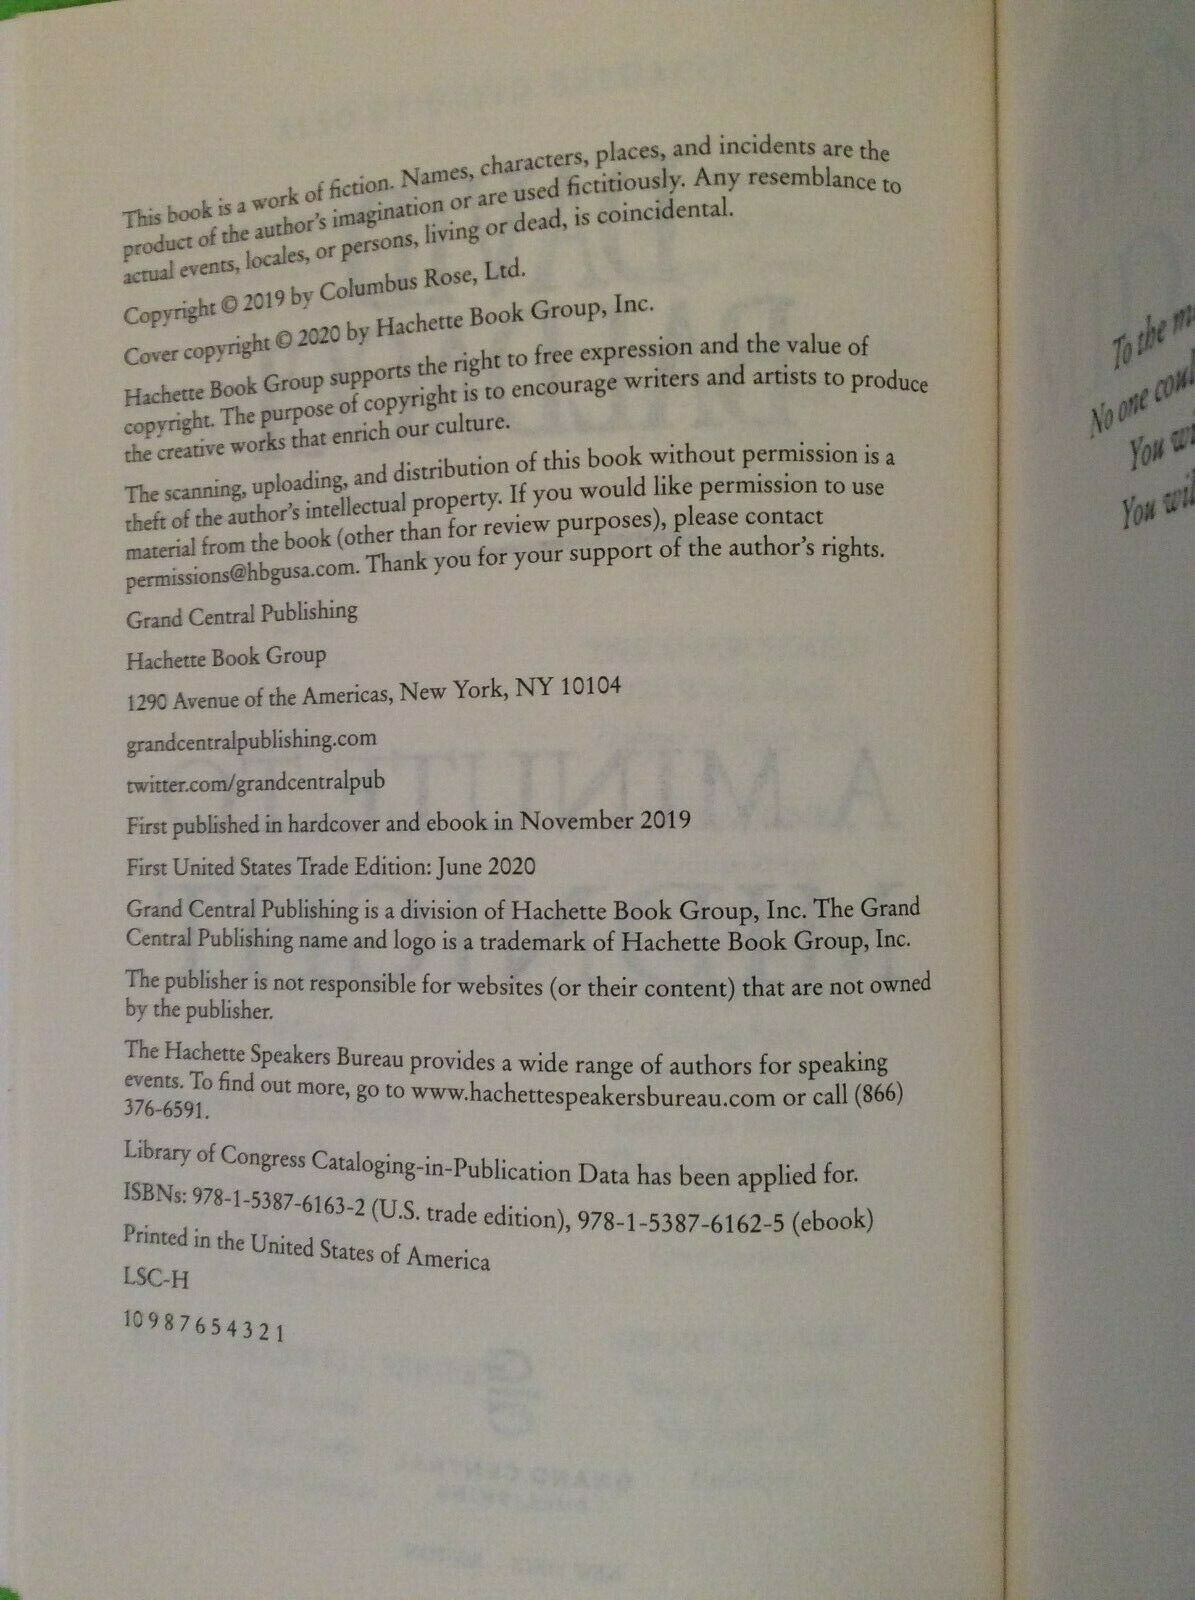 This book is a work of fiction. Names, characters, places, and incidents are the
product of the author's imagination or are used fictitiously. Any resemblance to
actual events, locales, or persons, living or dead, is coincidental.
Copyright © 2019 by Columbus Rose, Ltd.
Cover copyright © 2020 by Hachette Book Group, Inc.
Hachette Book Group supports the right to free expression and the value of
copyright. The purpose of copyright is to encourage writers and artists to produce
the creative works that enrich our culture.
The scanning, uploading, and distribution of this book without permission is a
theft of the author's intellectual property. If you would like permission to use
material from the book (other than for review purposes), please contact
permissions@hbgusa.com. Thank you for your support of the author's rights.
Grand Central Publishing
Hachette Book Group
1290 Avenue of the Americas, New York, NY 10104
grandcentralpublishing.com
twitter.com/grandcentralpub
First published in hardcover and ebook in November 2019
First United States Trade Edition: June 2020
Grand Central Publishing is a division of Hachette Book Group, Inc. The Grand
Central Publishing name and logo is a trademark of Hachette Book Group, Inc.
The publisher is not responsible for websites (or their content) that are not owned
by the publisher.
The Hachette Speakers Bureau provides a wide range of authors for speaking
events. To find out more, go to www.hachettespeakersbureau.com or call (866)
376-6591.
Library of Congress Cataloging-in-Publication Data has been applied for.
ISBNs: 978-1-5387-6163-2 (U.S. trade edition), 978-1-5387-6162-5 (ebook)
Printed in the United States of America
LSC-H
10 9 8 7 6 5 4 3 2 1
To the
No one
You
You